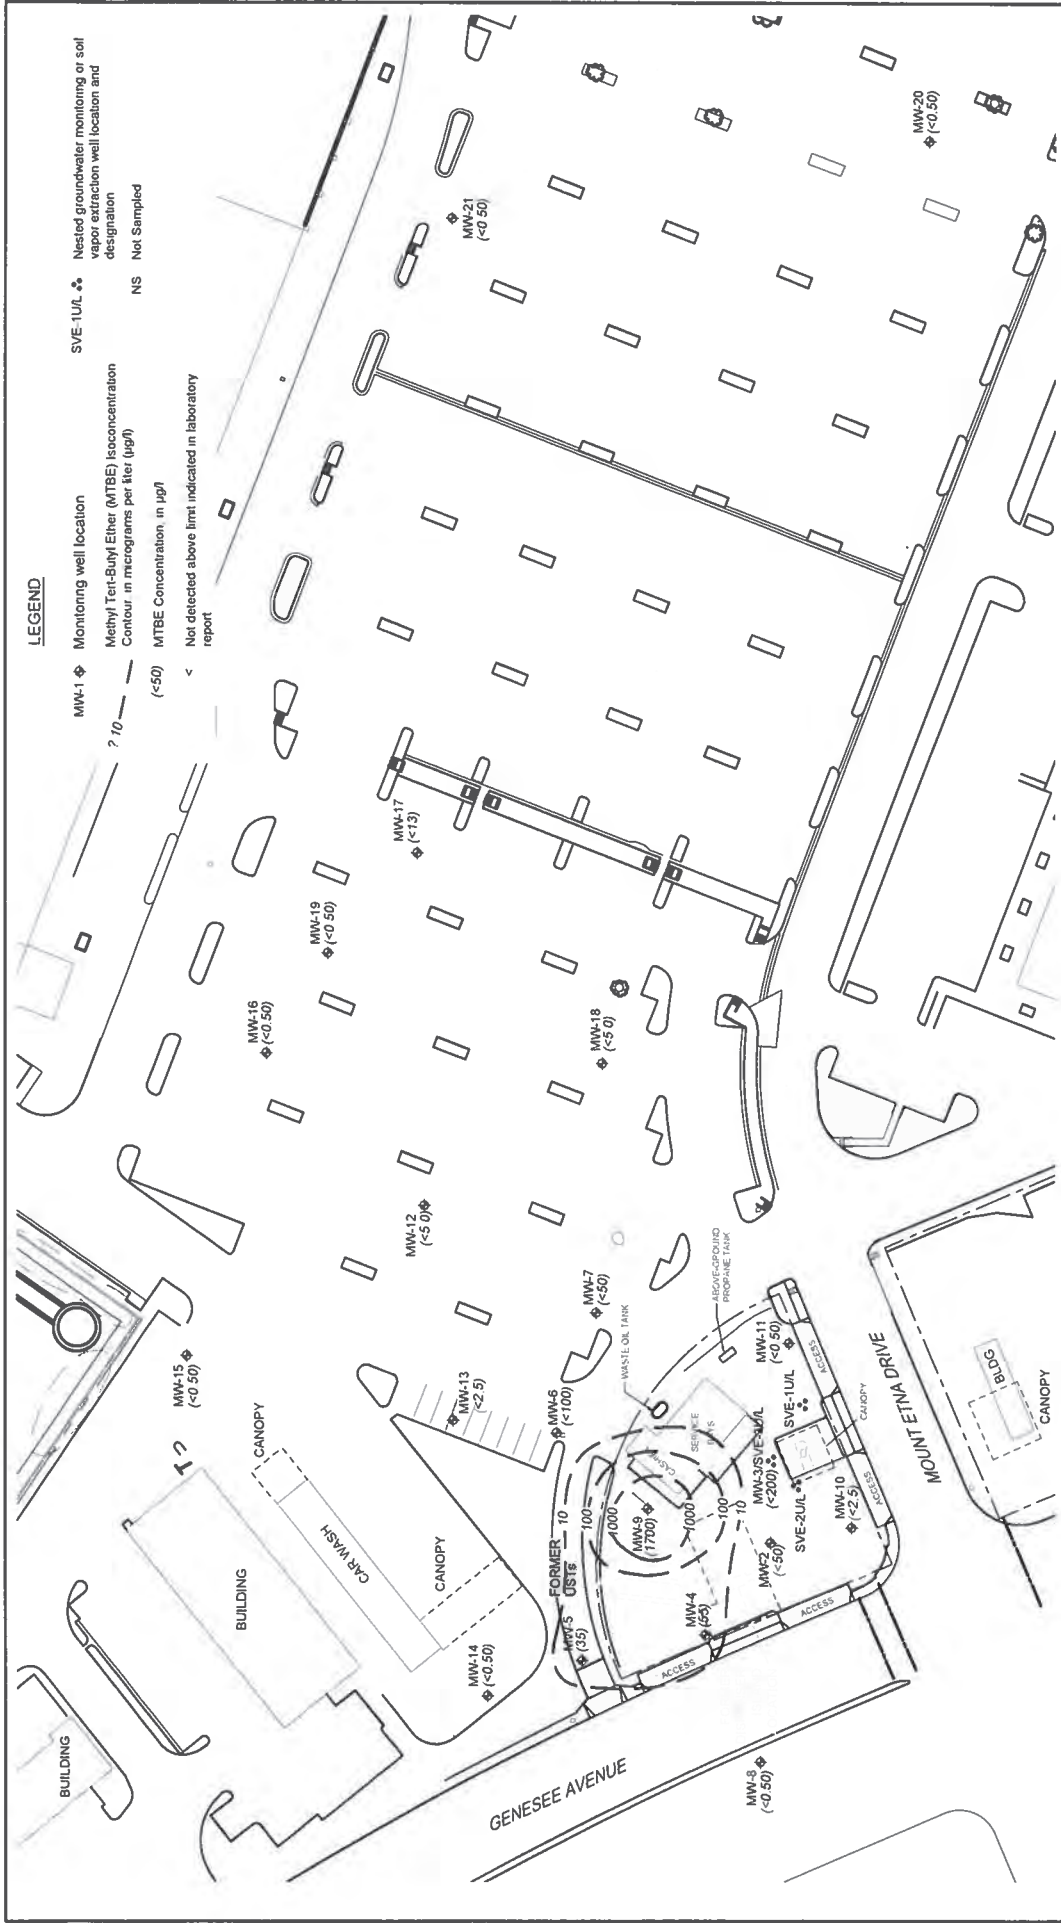 LEGEND
MW-1 Monitoring well location
? 10 Methyl Tert-Butyl Ether (MTBE) Isoconcentration
Contour in micrograms per liter (µg/l)
(<50) MTBE Concentration, in µg/l
< Not detected above limit indicated in laboratory
report
SVE-1U/L Nested groundwater monitoring or soil
vapor extraction well location and
designation
NS Not Sampled
MW-20
(<0.50)
MW-21
(<0 50)
MW-17
(<13)
MW-19
(<0 50)
MW-16
(<0.50)
MW-18
(<5 0)
MW-12
(<5 0)
MW-7
(<50)
MW-15
(<0 50)
MW-13
(<2.5)
MW-6
(<100)
WASTE OIL TANK
ABOVE-GROUND
PROPANE TANK
MW-11
(<0.50)
ACCESS
SVE-1U/L
CANOPY
MW-3/SVE-3U/L
(<200)
SVE-2U/L
MW-10
(<2.5)
ACCESS
MOUNT ETNA DRIVE
BLDG
CANOPY
CANOPY
CAR WASH
CANOPY
BUILDING
BUILDING
SERVICE
BAYS
CASHIER
FORMER
USTs
10
100
1000
MW-9
(1700)
1000
100
10
MW-2
(<50)
MW-4
(55)
MW-5
(35)
ACCESS
ACCESS
MW-14
(<0.50)
GENESEE AVENUE
MW-8
(<0.50)